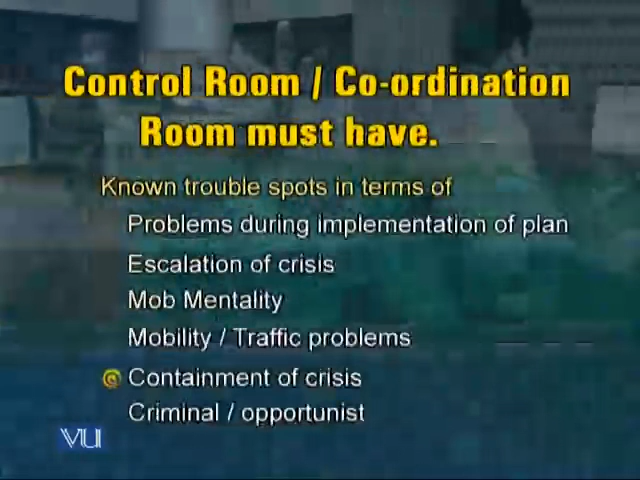 Control Room / Co-ordination
Room must have.
Known trouble spots in terms of
Problems during implementation of plan
Escalation of crisis
Mob Mentality
Mobility / Traffic problems
@ Containment of crisis
Criminal / opportunist
VU